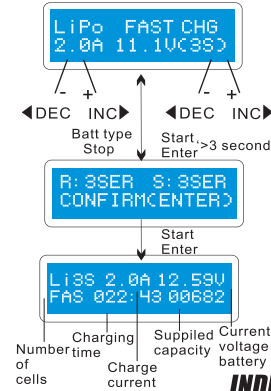 LiPo FAST CHG
2.0A 11.1V(3S)
- + - +
◀DEC INC▶ ◀DEC INC▶
Batt type
Stop
Start
Enter >3 second
R:3SER S:3SER
CONFIRM(ENTER)
Start
Enter
Li3S 2.0A 12.59V
FAS 022:43 00682
Number of cells
Charging time
Charge current
Suppiled capacity
Current voltage battery